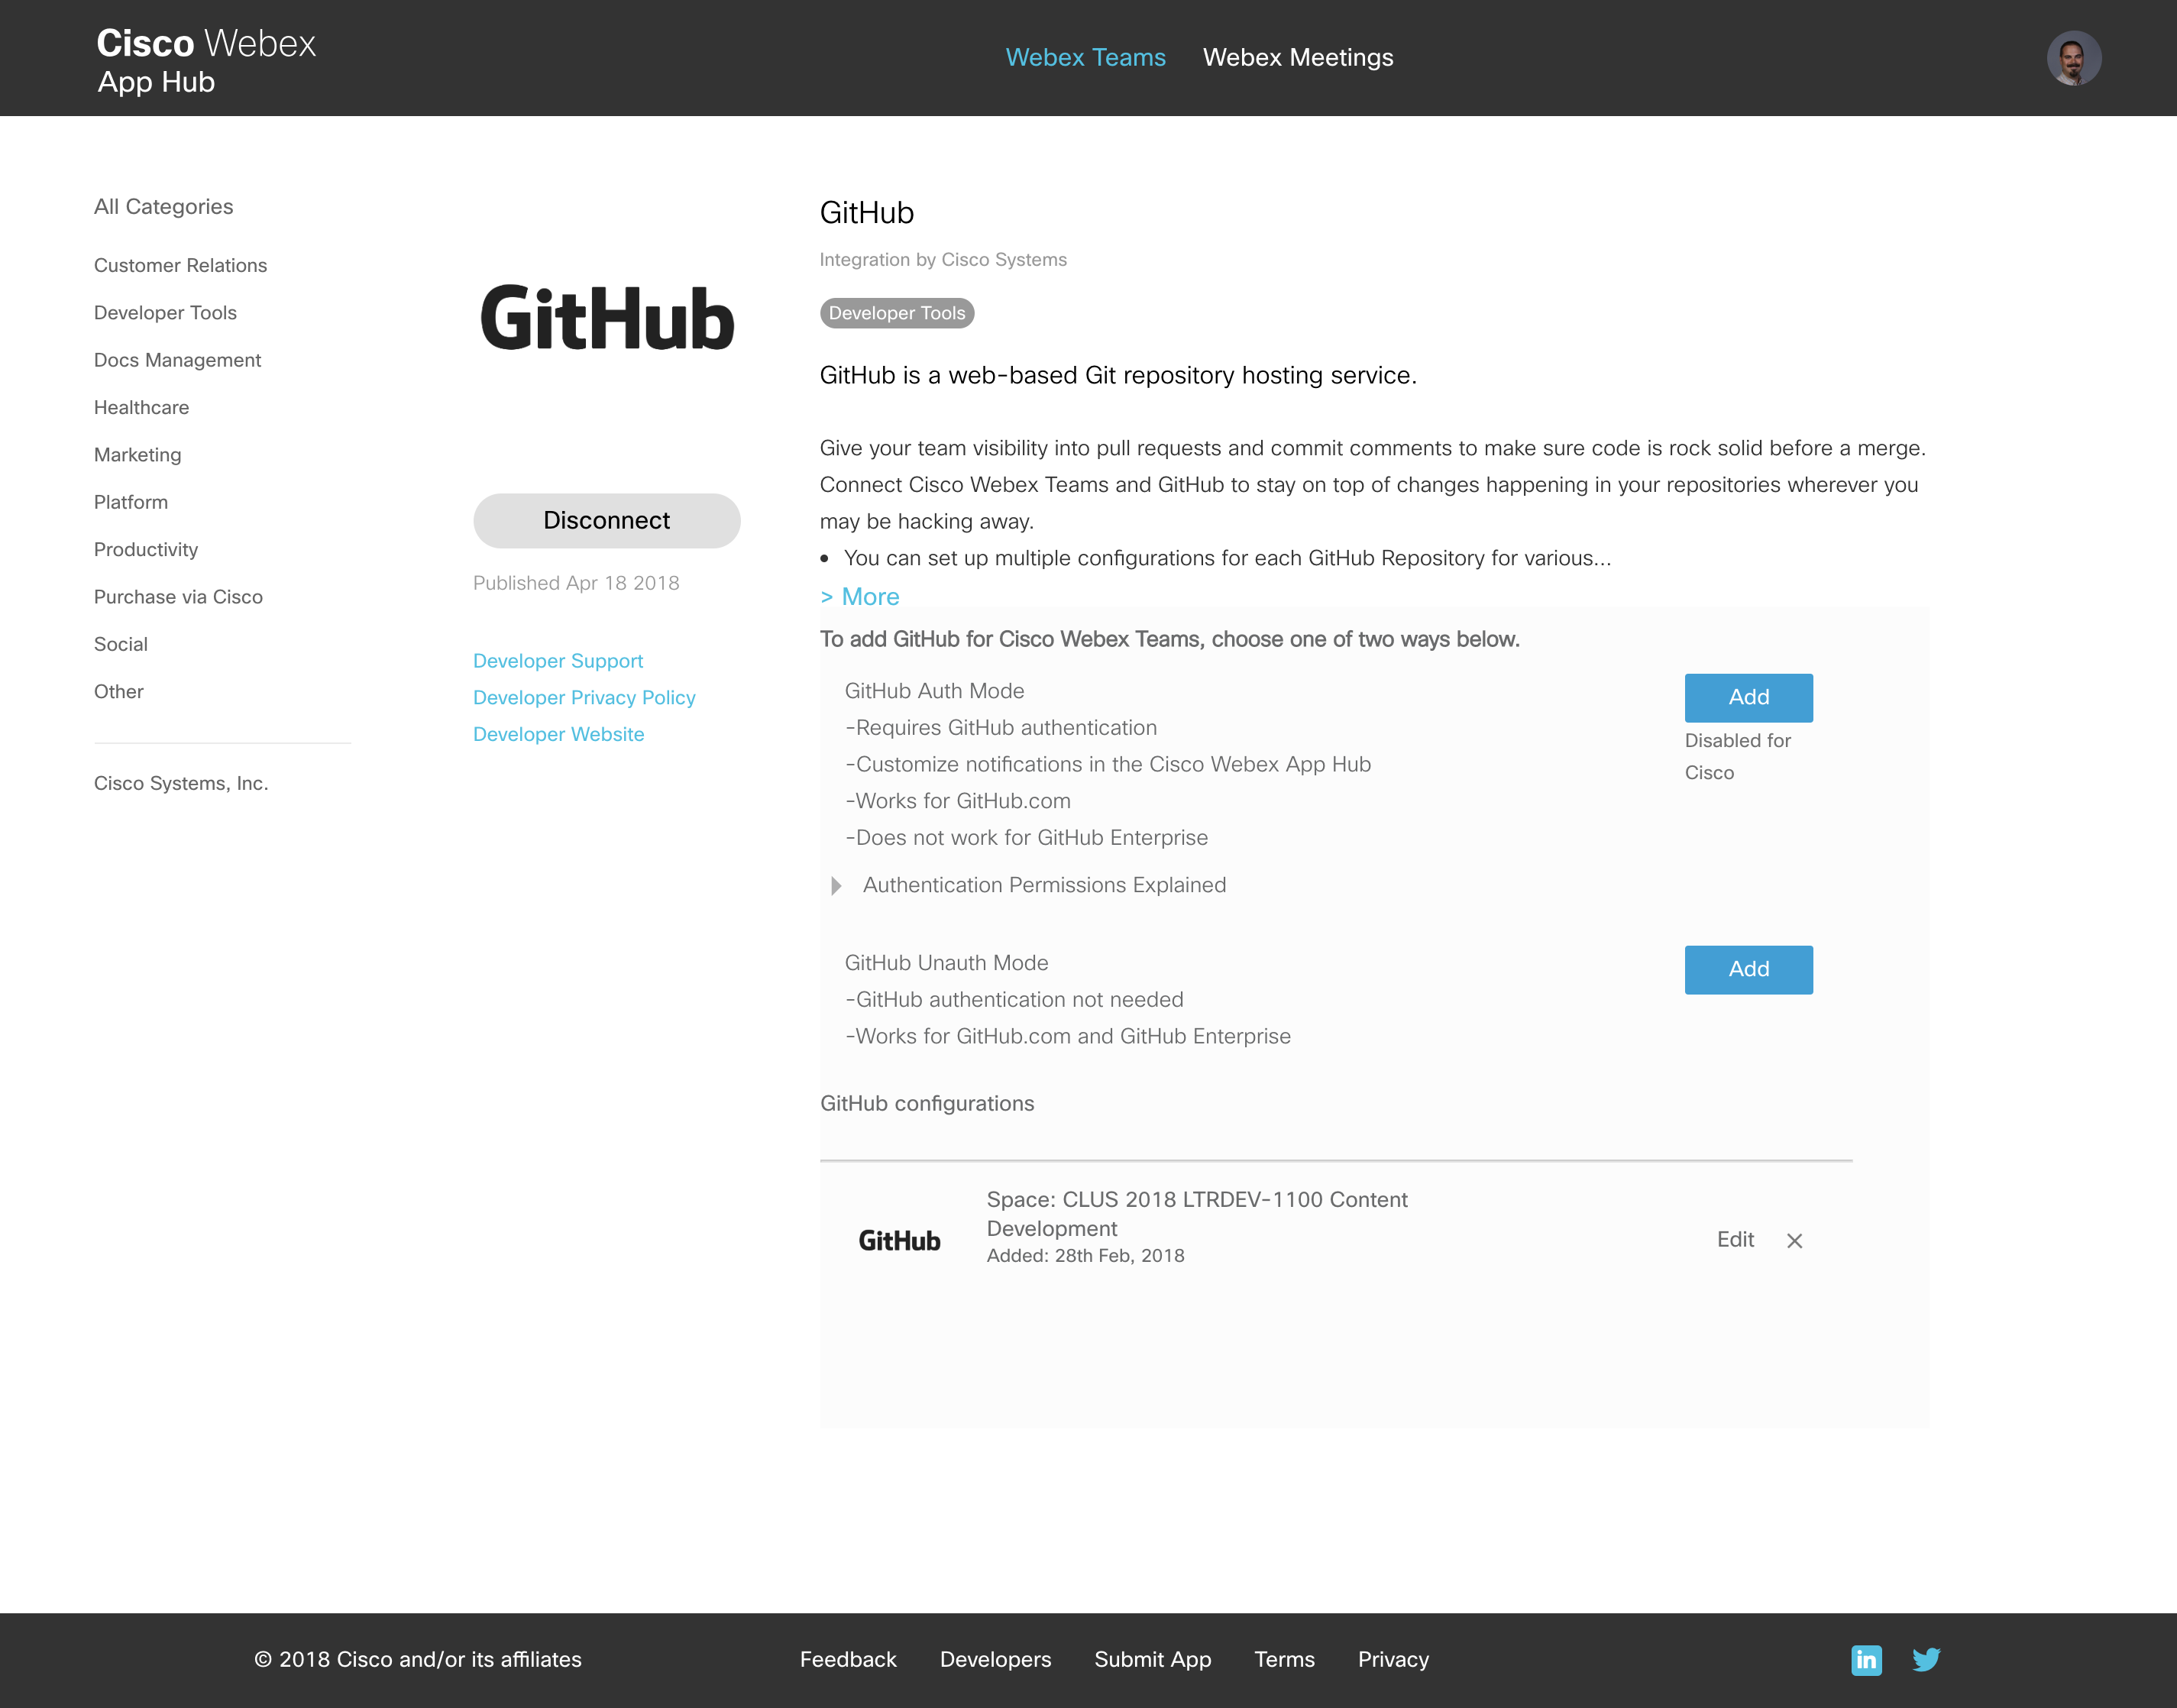 Cisco Webex
App Hub
Webex Teams
Webex Meetings
All Categories
Customer Relations
Developer Tools
Docs Management
Healthcare
Marketing
Platform
Productivity
Purchase via Cisco
Social
Other
Cisco Systems, Inc.
GitHub
Disconnect
Published Apr 18 2018
Developer Support
Developer Privacy Policy
Developer Website
GitHub
Integration by Cisco Systems
Developer Tools
GitHub is a web-based Git repository hosting service.
Give your team visibility into pull requests and commit comments to make sure code is rock solid before a merge.
Connect Cisco Webex Teams and GitHub to stay on top of changes happening in your repositories wherever you
may be hacking away.
• You can set up multiple configurations for each GitHub Repository for various...
> More
To add GitHub for Cisco Webex Teams, choose one of two ways below.
GitHub Auth Mode
-Requires GitHub authentication
-Customize notifications in the Cisco Webex App Hub
-Works for GitHub.com
-Does not work for GitHub Enterprise
Add
Disabled for
Cisco
Authentication Permissions Explained
GitHub Unauth Mode
-GitHub authentication not needed
-Works for GitHub.com and GitHub Enterprise
Add
GitHub configurations
GitHub
Space: CLUS 2018 LTRDEV-1100 Content
Development
Added: 28th Feb, 2018
Edit
© 2018 Cisco and/or its affiliates
Feedback
Developers
Submit App
Terms
Privacy
in